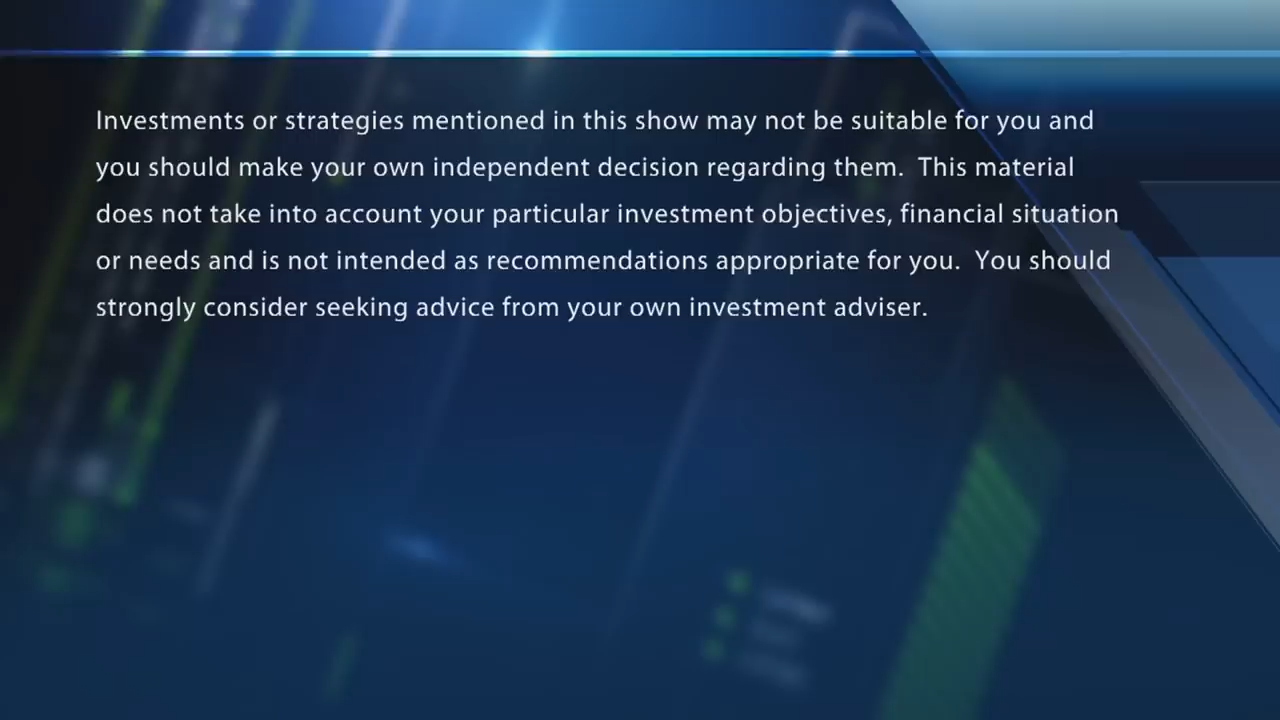 Investments or strategies mentioned in this show may not be suitable for you and
you should make your own independent decision regarding them.  This material
does not take into account your particular investment objectives, financial situation
or needs and is not intended as recommendations appropriate for you.  You should
strongly consider seeking advice from your own investment adviser.